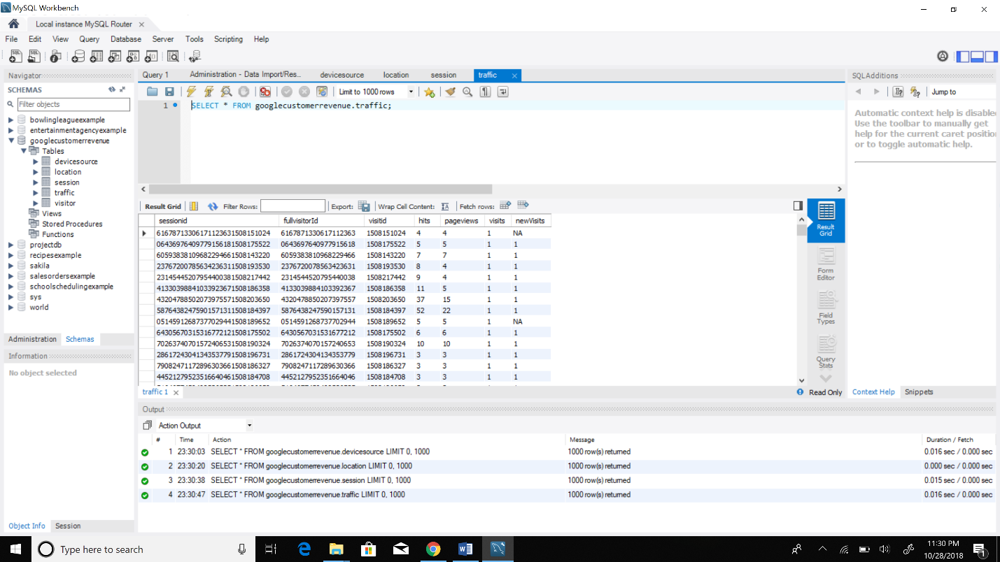 MySQL Workbench
Local instance MySQL Router
File Edit View Query Database Server Tools Scripting Help
Navigator
SCHEMAS
Filter objects
bowlingleagueexample
entertainmentagencyexample
googlecustomerrevenue
Tables
devicesource
location
session
traffic
visitor
Views
Stored Procedures
Functions
projectdb
recipesexample
sakila
salesordersexample
schoolschedulingexample
sys
world
Administration Schemas
Information
No object selected
Object Info Session
Query 1 Administration - Data Import/Res... devicesource location session traffic
Limit to 1000 rows
1 SELECT * FROM googlecustomerrevenue.traffic;
Result Grid Filter Rows: Export: Wrap Cell Content: Fetch rows:
sessionid fullvisitorId visitid hits pageviews visits newVisits
61678713306171123631508151024 6167871330617112363 1508151024 4 4 1 NA
06436976409779156181508175522 0643697640977915618 1508175522 5 5 1 1
60593838109682294661508143220 6059383810968229466 1508143220 7 7 1 1
23767200785634236311508193530 2376720078563423631 1508193530 8 4 1 1
23145445207954400381508217442 2314544520795440038 1508217442 9 4 1 1
41330398841033923671508186358 4133039884103392367 1508186358 11 5 1 1
43204788502073975571508203650 4320478850207397557 1508203650 37 15 1 1
58764382475901571311508184397 5876438247590157131 1508184397 52 22 1 1
05145912687377029441508189652 0514591268737702944 1508189652 5 5 1 NA
64305670315316772121508175502 6430567031531677212 1508175502 6 6 1 1
70263740701572406531508190324 7026374070157240653 1508190324 10 10 1 1
28617243041343537791508196731 2861724304134353779 1508196731 3 3 1 1
79082471172896303661508186327 7908247117289630366 1508186327 3 3 1 1
44521279523516640461508184708 4452127952351664046 1508184708 3 3 1 1
Result
Grid
Form
Editor
Field
Types
Query
Stats
traffic 1
Read Only
SQLAdditions
Jump to
Automatic context help is disable
Use the toolbar to manually get
help for the current caret position
or to toggle automatic help.
Context Help Snippets
Output
Action Output
# Time Action Message Duration / Fetch
1 23:30:03 SELECT * FROM googlecustomerrevenue.devicesource LIMIT 0, 1000 1000 row(s) returned 0.016 sec / 0.000 sec
2 23:30:20 SELECT * FROM googlecustomerrevenue.location LIMIT 0, 1000 1000 row(s) returned 0.000 sec / 0.000 sec
3 23:30:38 SELECT * FROM googlecustomerrevenue.session LIMIT 0, 1000 1000 row(s) returned 0.015 sec / 0.000 sec
4 23:30:47 SELECT * FROM googlecustomerrevenue.traffic LIMIT 0, 1000 1000 row(s) returned 0.016 sec / 0.000 sec
Type here to search
11:30 PM
10/28/2018
1